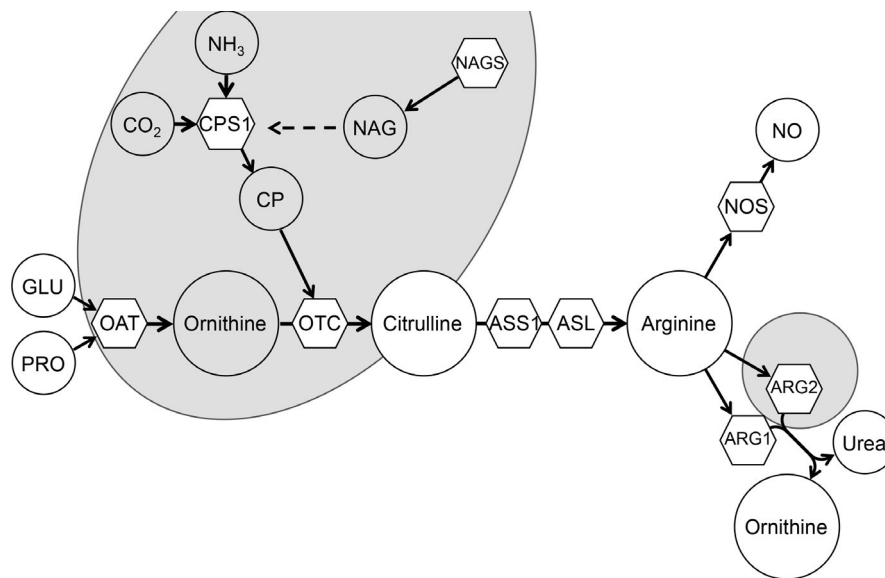 NH₃
NAGS
CO₂
CPS1
NAG
NO
CP
NOS
GLU
OAT
Ornithine
OTC
Citrulline
ASS1
ASL
Arginine
PRO
ARG2
ARG1
Urea
Ornithine